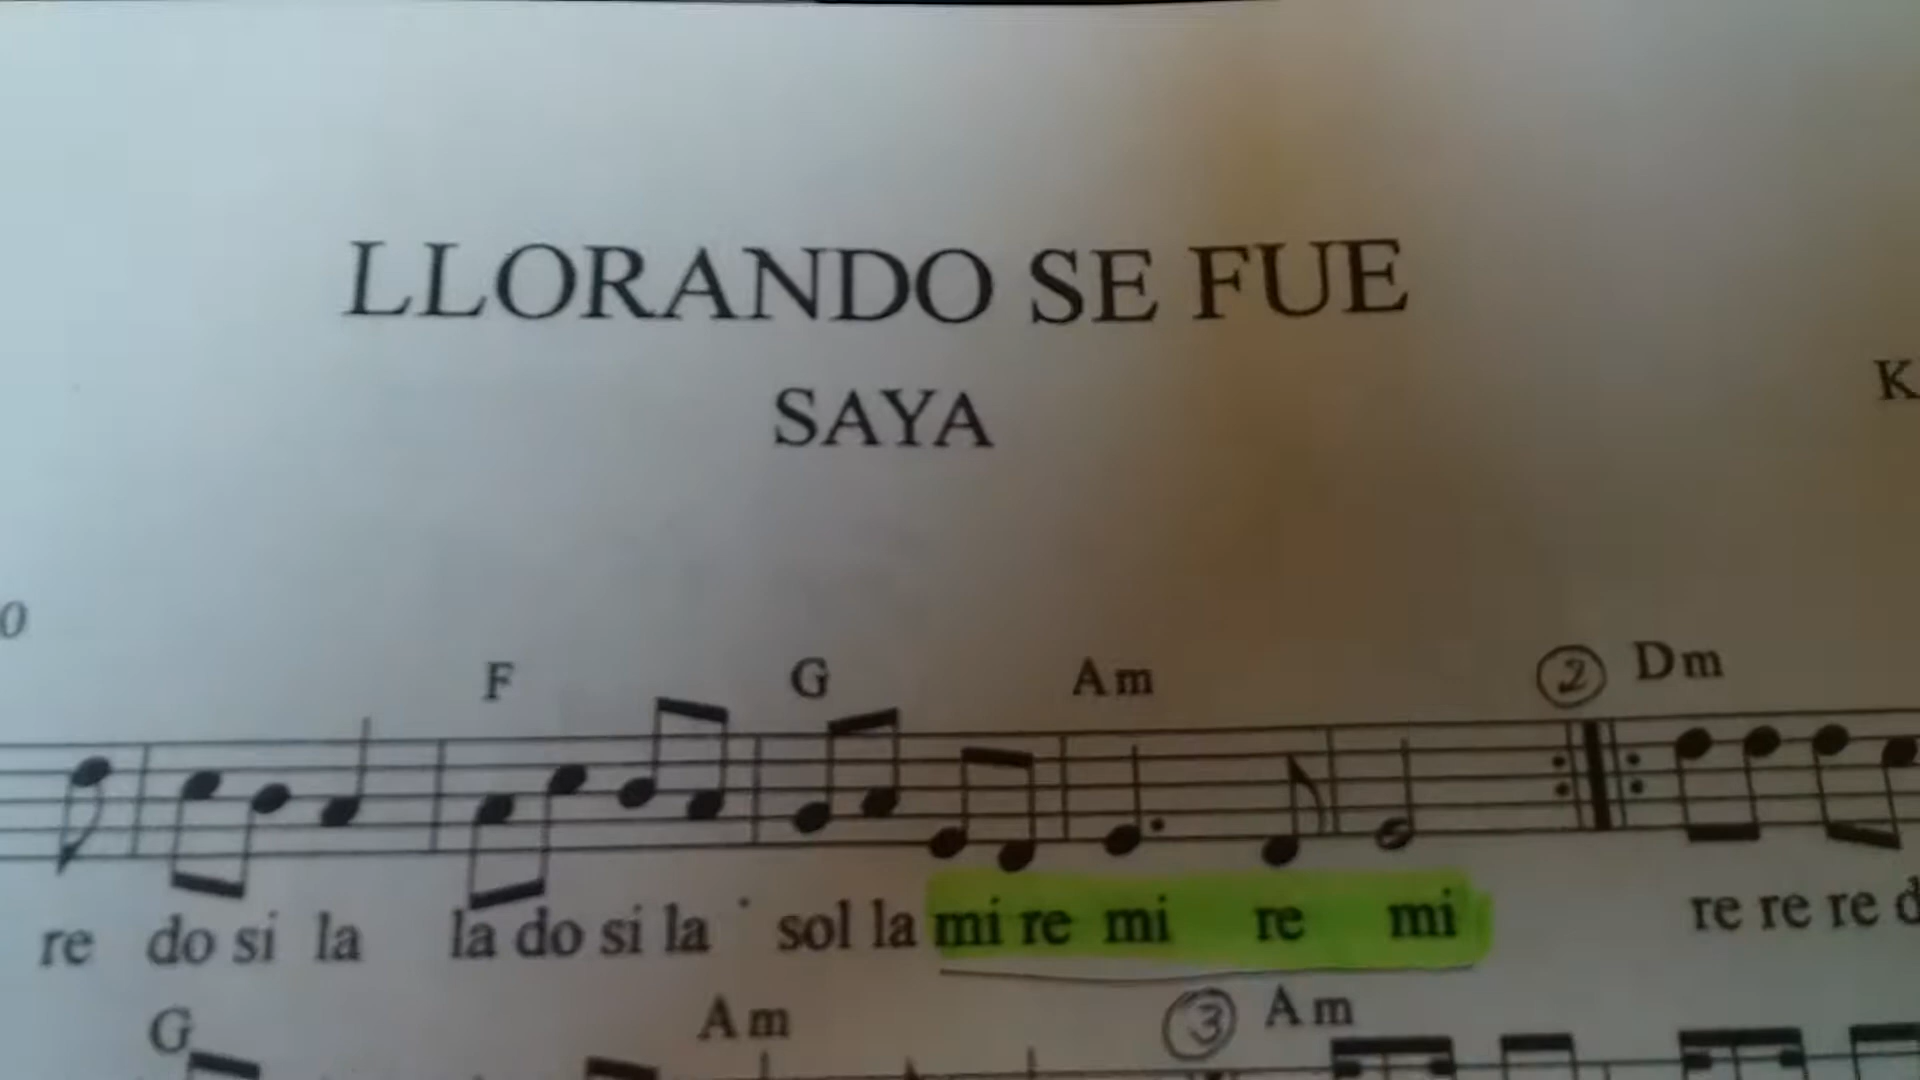 LLORANDO SE FUE
SAYA
K
0
F G Am 2 Dm
re do si la la do si la sol la mi re mi re mi re re re d
G Am 3 Am